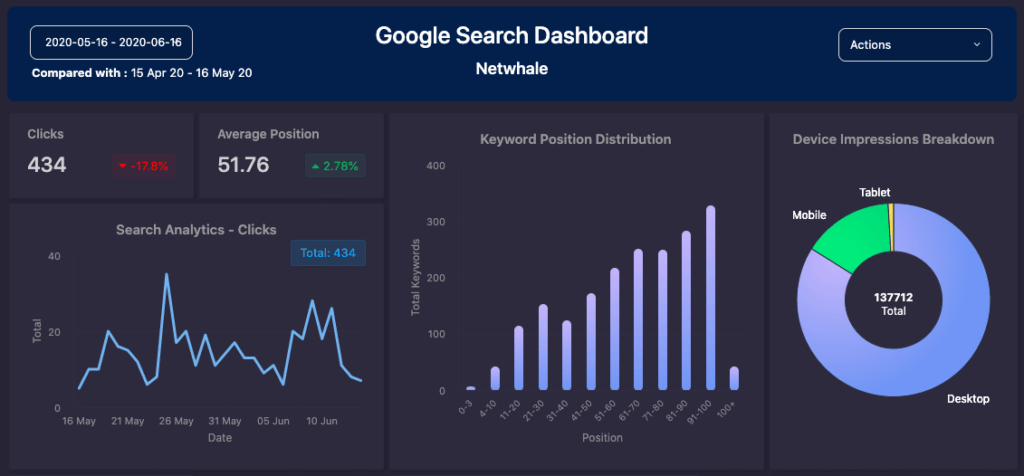 2020-05-16 - 2020-06-16
Compared with : 15 Apr 20 - 16 May 20
Google Search Dashboard
Netwhale
Actions
Clicks
434
-17.8%
Average Position
51.76
2.78%
Search Analytics - Clicks
Total: 434
40
20
0
Total
16 May 21 May 26 May 31 May 05 Jun 10 Jun
Date
Keyword Position Distribution
400
300
200
100
0
Total Keywords
0-3 4-10 11-20 21-30 31-40 41-50 51-60 61-70 71-80 81-90 91-100 100+
Position
Device Impressions Breakdown
Tablet
Mobile
137712
Total
Desktop